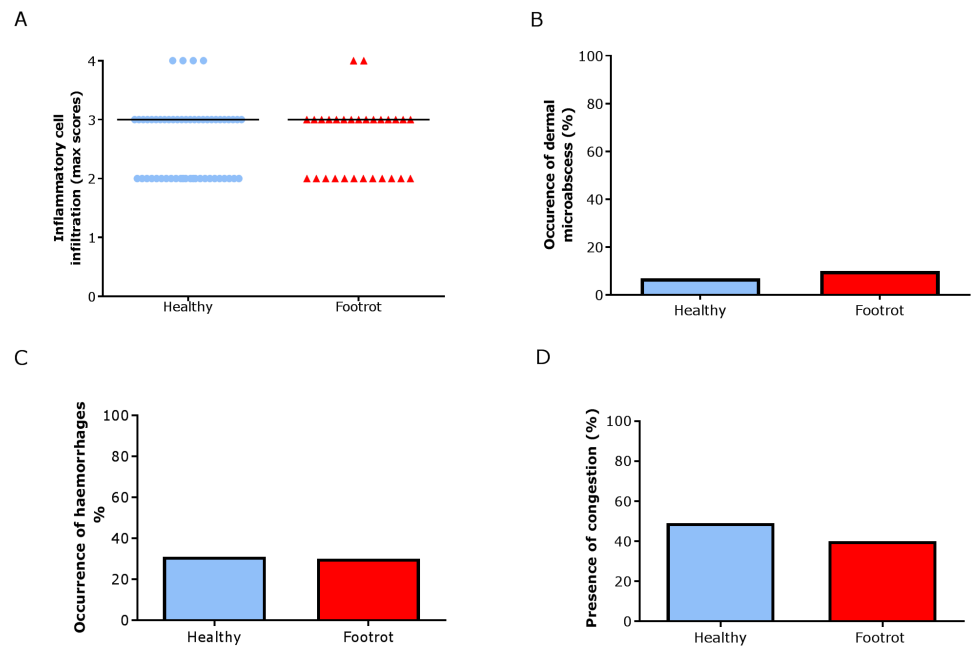 A
Inflammatory cell
infiltration (max scores)
4
3
2
1
0
Healthy
Footrot
B
Occurence of dermal
microabscess (%)
100
80
60
40
20
0
Healthy
Footrot
C
Occurrence of haemorrhages
%
100
80
60
40
20
0
Healthy
Footrot
D
Presence of congestion (%)
100
80
60
40
20
0
Healthy
Footrot